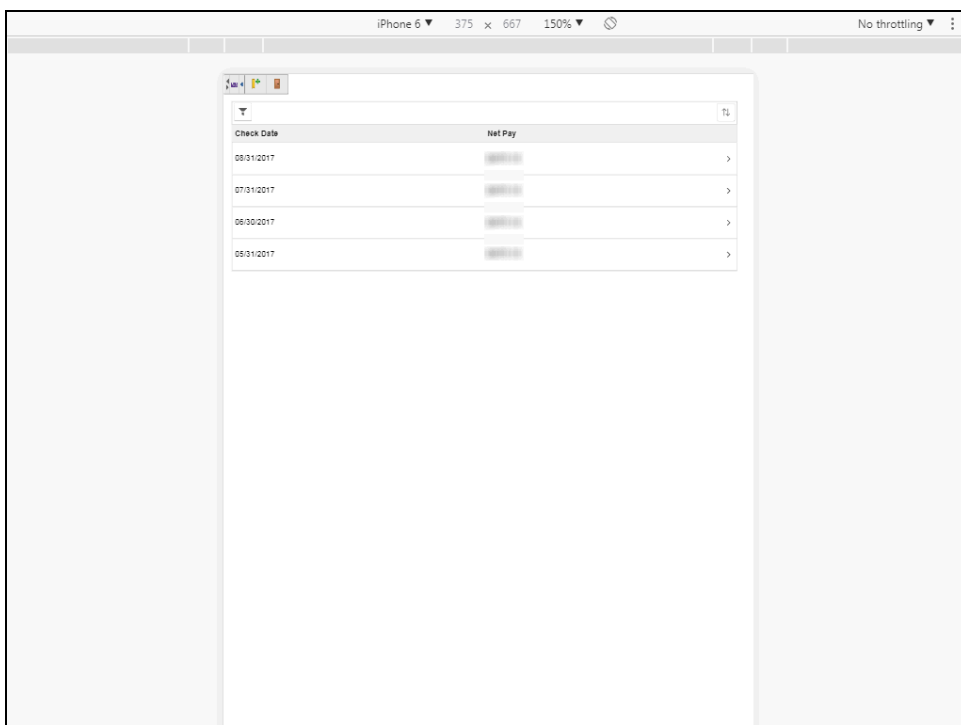 iPhone 6 ▼ 375 × 667 150% ▼ No throttling ▼
Check Date Net Pay
08/31/2017
07/31/2017
06/30/2017
05/31/2017